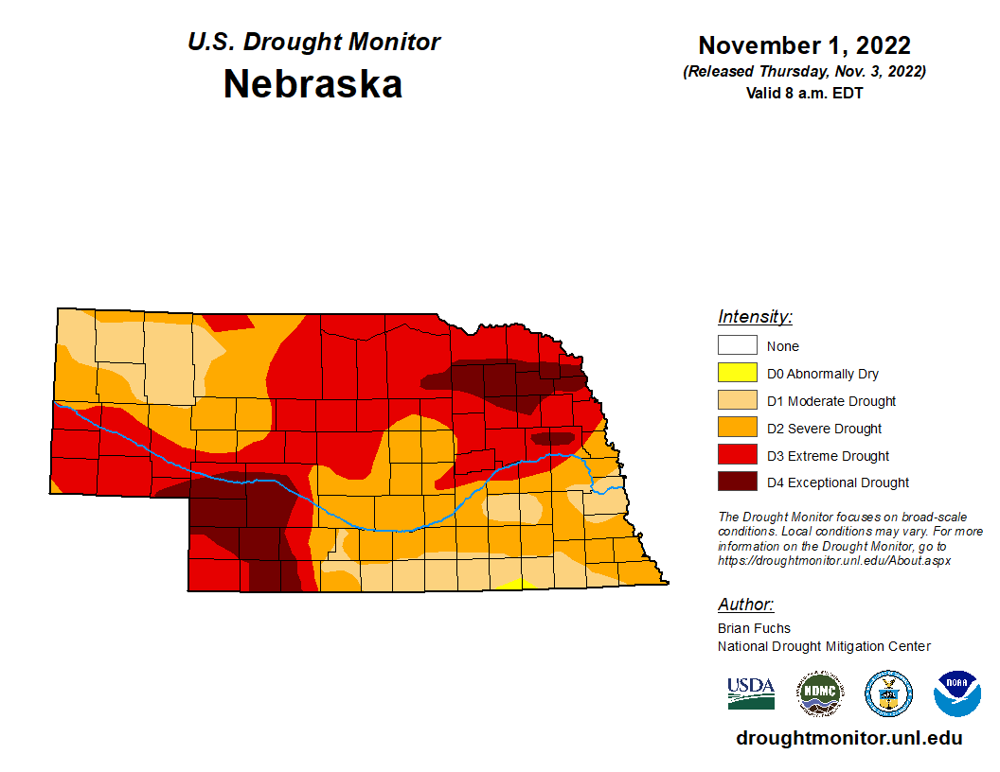 U.S. Drought Monitor
Nebraska
November 1, 2022
(Released Thursday, Nov. 3, 2022)
Valid 8 a.m. EDT
Intensity:
None
D0 Abnormally Dry
D1 Moderate Drought
D2 Severe Drought
D3 Extreme Drought
D4 Exceptional Drought
The Drought Monitor focuses on broad-scale
conditions. Local conditions may vary. For more
information on the Drought Monitor, go to
https://droughtmonitor.unl.edu/About.aspx
Author:
Brian Fuchs
National Drought Mitigation Center
USDA
NDMC
NOAA
droughtmonitor.unl.edu